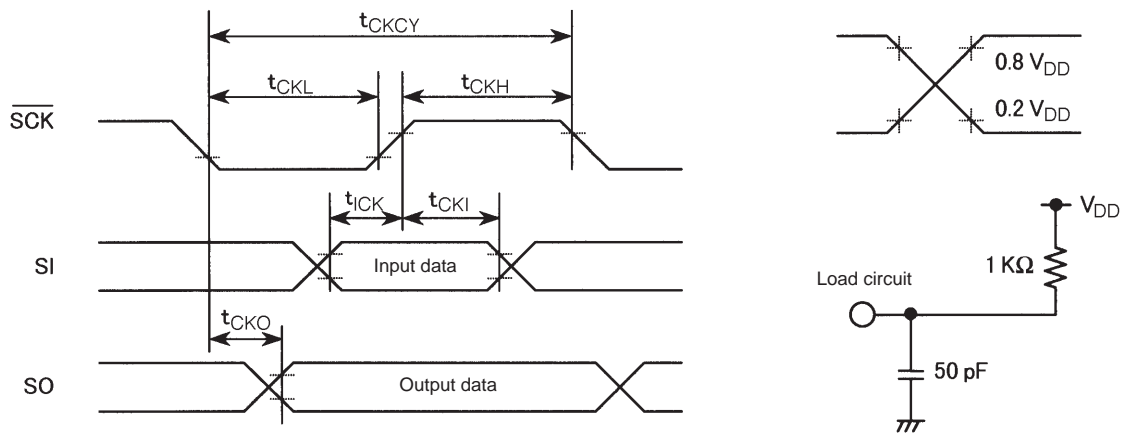 tCKCY
tCKL
tCKH
SCK
0.8 VDD
0.2 VDD
tICK
tCKI
VDD
SI
Input data
1 KΩ
Load circuit
tCKO
SO
Output data
50 pF